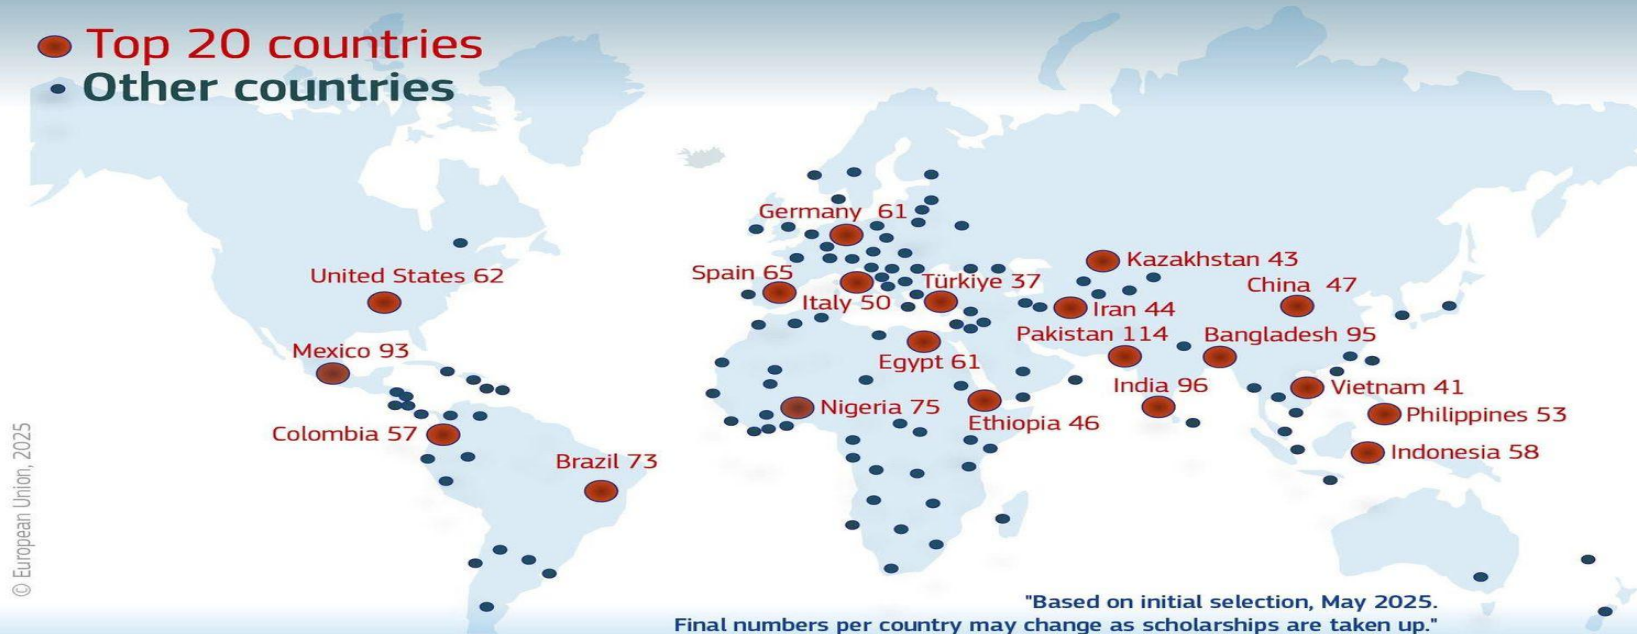 Top 20 countries
Other countries
Germany 61
Kazakhstan 43
United States 62
Spain 65
Türkiye 37
China 47
Italy 50
Iran 44
Pakistan 114
Bangladesh 95
Mexico 93
Egypt 61
India 96
Vietnam 41
Nigeria 75
Ethiopia 46
Philippines 53
Colombia 57
Indonesia 58
Brazil 73
© European Union, 2025
"Based on initial selection, May 2025.
Final numbers per country may change as scholarships are taken up."